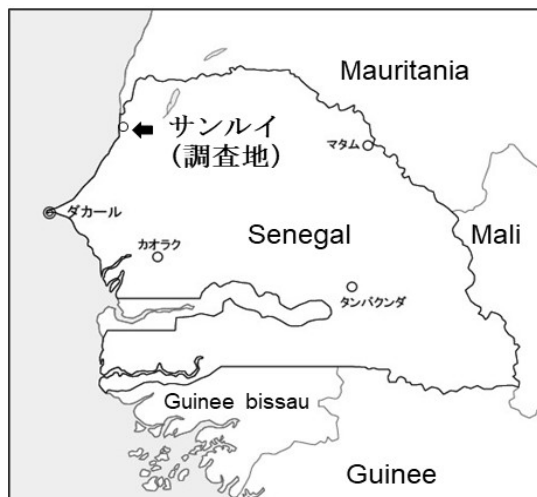 Mauritania
サンルイ
(調査地)
マタム
ダカール
カオラク
Senegal
Mali
タンバクンダ
Guinee bissau
Guinee